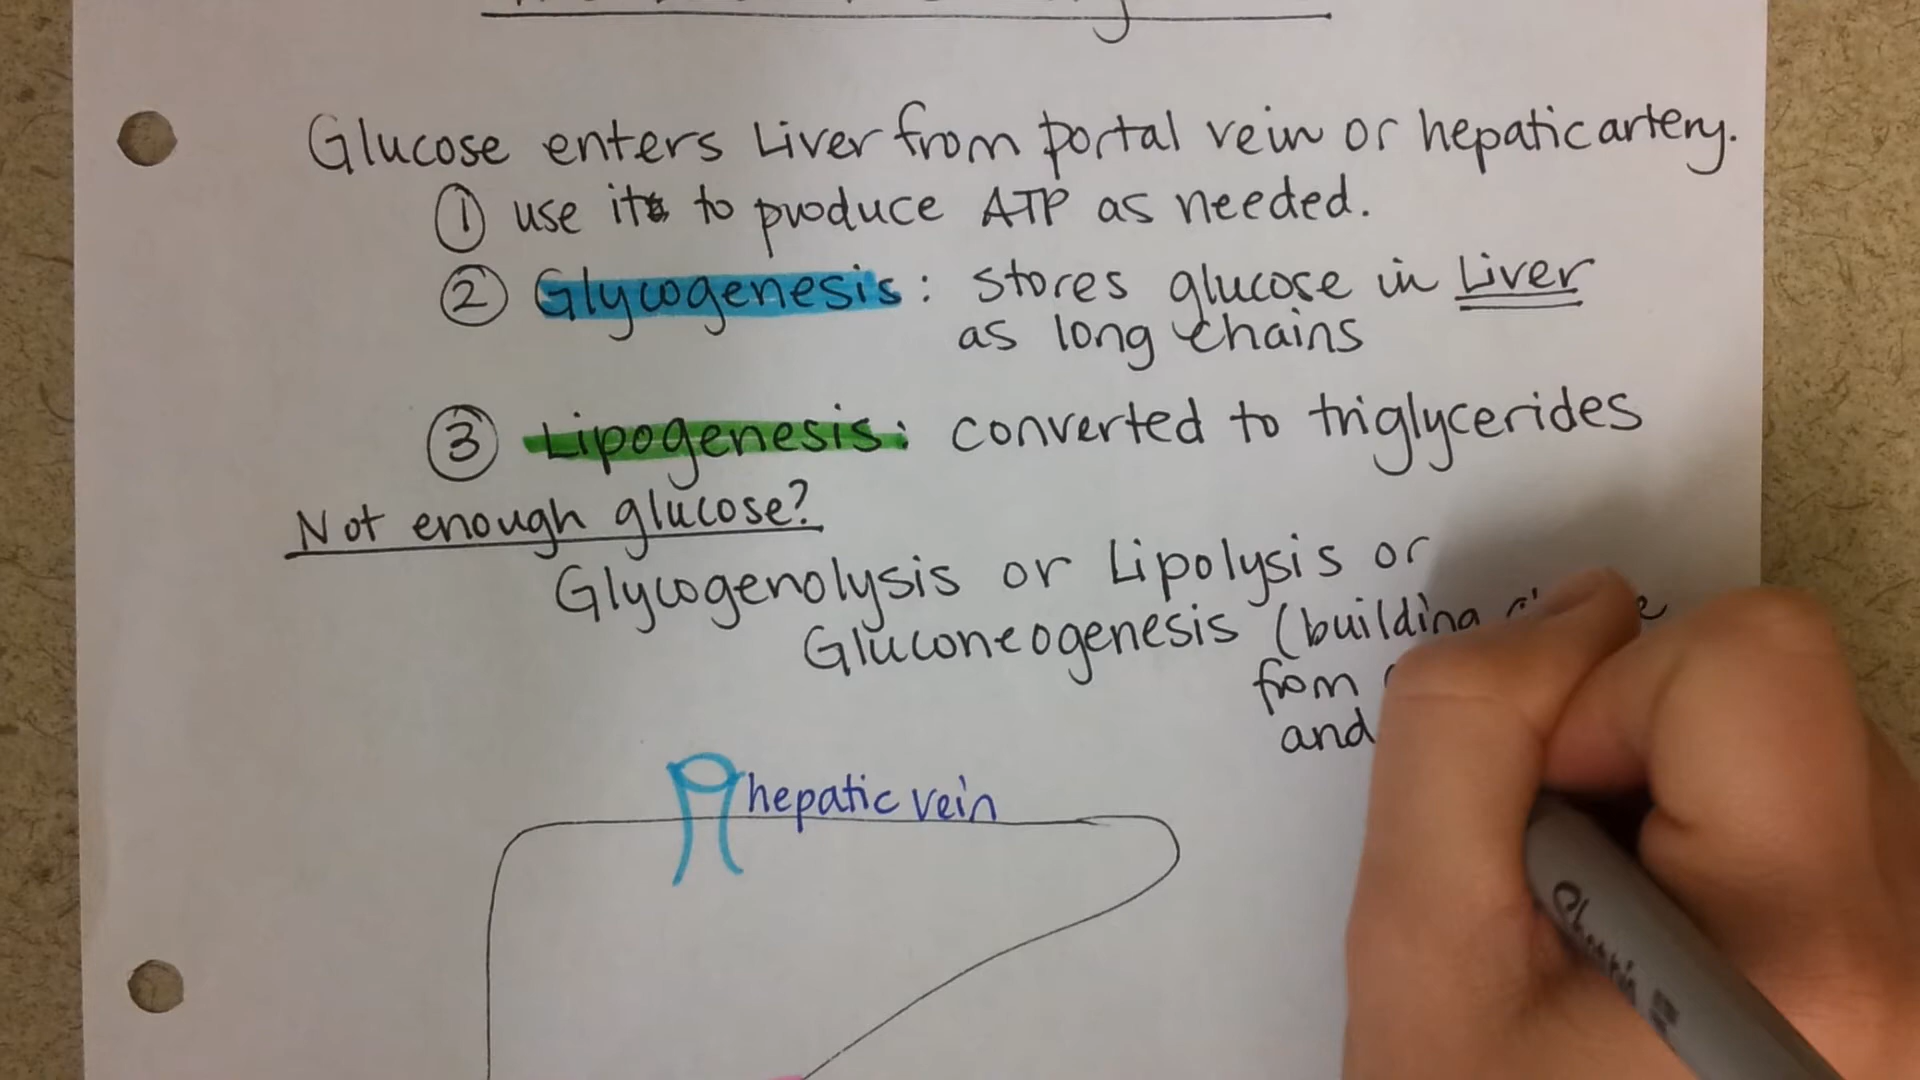 Glucose enters Liver from portal vein or hepatic artery.
① use it to produce ATP as needed.
② Glycogenesis: stores glucose in Liver
as long chains
③ Lipogenesis: converted to triglycerides
Not enough glucose?
Glycogenolysis or Lipolysis or
Gluconeogenesis (building
from
and
hepatic vein